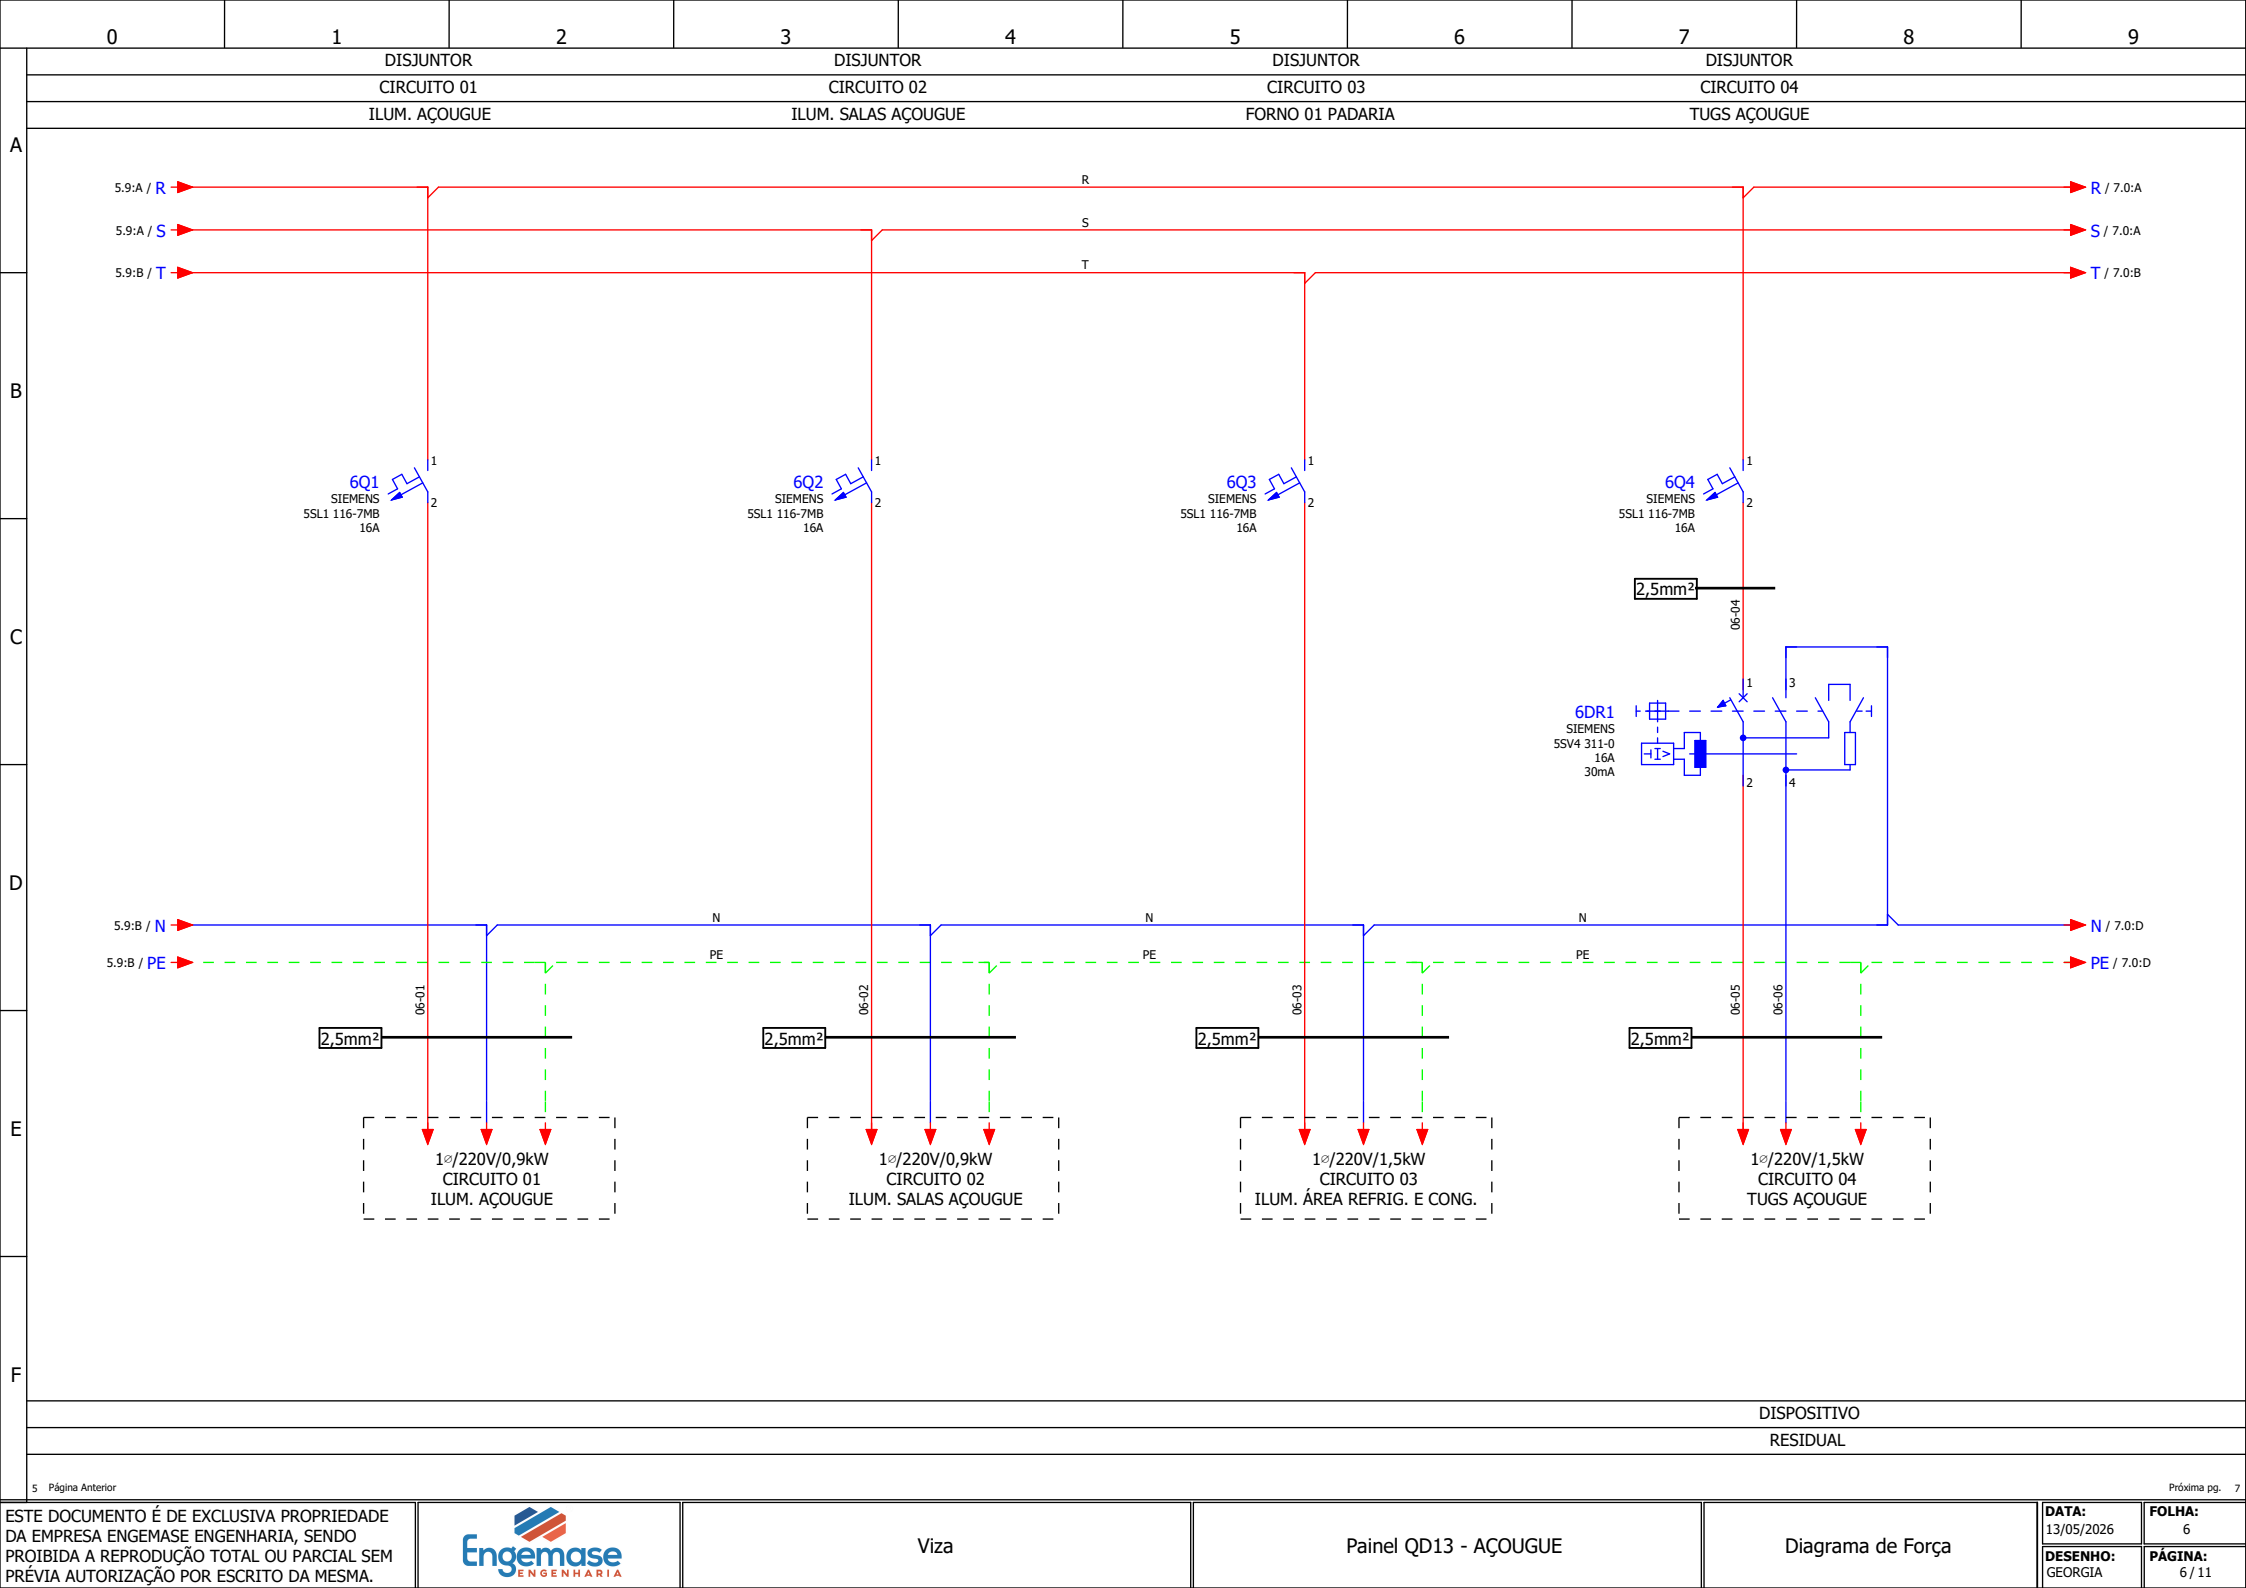 0 1 2 3 4 5 6 7 8 9
DISJUNTOR DISJUNTOR DISJUNTOR DISJUNTOR
CIRCUITO 01 CIRCUITO 02 CIRCUITO 03 CIRCUITO 04
ILUM. AÇOUGUE ILUM. SALAS AÇOUGUE FORNO 01 PADARIA TUGS AÇOUGUE
A
5.9:A / R R R / 7.0:A
5.9:A / S S S / 7.0:A
5.9:B / T T T / 7.0:B
B
1 1 1 1
6Q1 6Q2 6Q3 6Q4
SIEMENS SIEMENS SIEMENS SIEMENS
2 2 2 2
5SL1 116-7MB 5SL1 116-7MB 5SL1 116-7MB 5SL1 116-7MB
16A 16A 16A 16A
2,5mm²
06-04
C
1 3
6DR1
SIEMENS
5SV4 311-0
16A
30mA
I>
2 4
D
5.9:B / N N N N N / 7.0:D
5.9:B / PE PE PE PE PE / 7.0:D
06-01 06-02 06-03 06-05 06-06
2,5mm² 2,5mm² 2,5mm² 2,5mm²
E
1⌀/220V/0,9kW 1⌀/220V/0,9kW 1⌀/220V/1,5kW 1⌀/220V/1,5kW
CIRCUITO 01 CIRCUITO 02 CIRCUITO 03 CIRCUITO 04
ILUM. AÇOUGUE ILUM. SALAS AÇOUGUE ILUM. ÁREA REFRIG. E CONG. TUGS AÇOUGUE
F
DISPOSITIVO
RESIDUAL
5 Página Anterior Próxima pg. 7
ESTE DOCUMENTO É DE EXCLUSIVA PROPRIEDADE
DA EMPRESA ENGEMASE ENGENHARIA, SENDO
PROIBIDA A REPRODUÇÃO TOTAL OU PARCIAL SEM
PRÉVIA AUTORIZAÇÃO POR ESCRITO DA MESMA.
Engemase
ENGENHARIA
Viza
Painel QD13 - AÇOUGUE
Diagrama de Força
DATA:
13/05/2026
FOLHA:
6
DESENHO:
GEORGIA
PÁGINA:
6 / 11